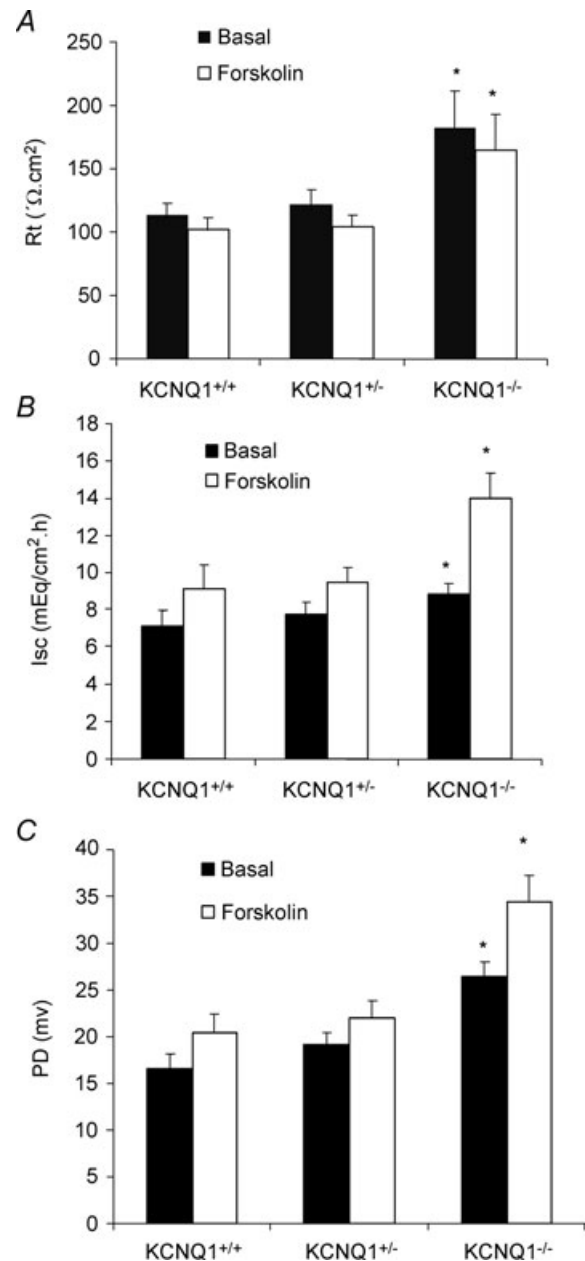 A
Basal
Forskolin
250
200
150
100
50
0
Rt (´Ω.cm²)
* *
KCNQ1+/+ KCNQ1+/- KCNQ1-/-
B
18
16
14
12
10
8
6
4
2
0
Isc (mEq/cm².h)
Basal
Forskolin
* *
KCNQ1+/+ KCNQ1+/- KCNQ1-/-
C
40
35
30
25
20
15
10
5
0
PD (mv)
Basal
Forskolin
* *
KCNQ1+/+ KCNQ1+/- KCNQ1-/-